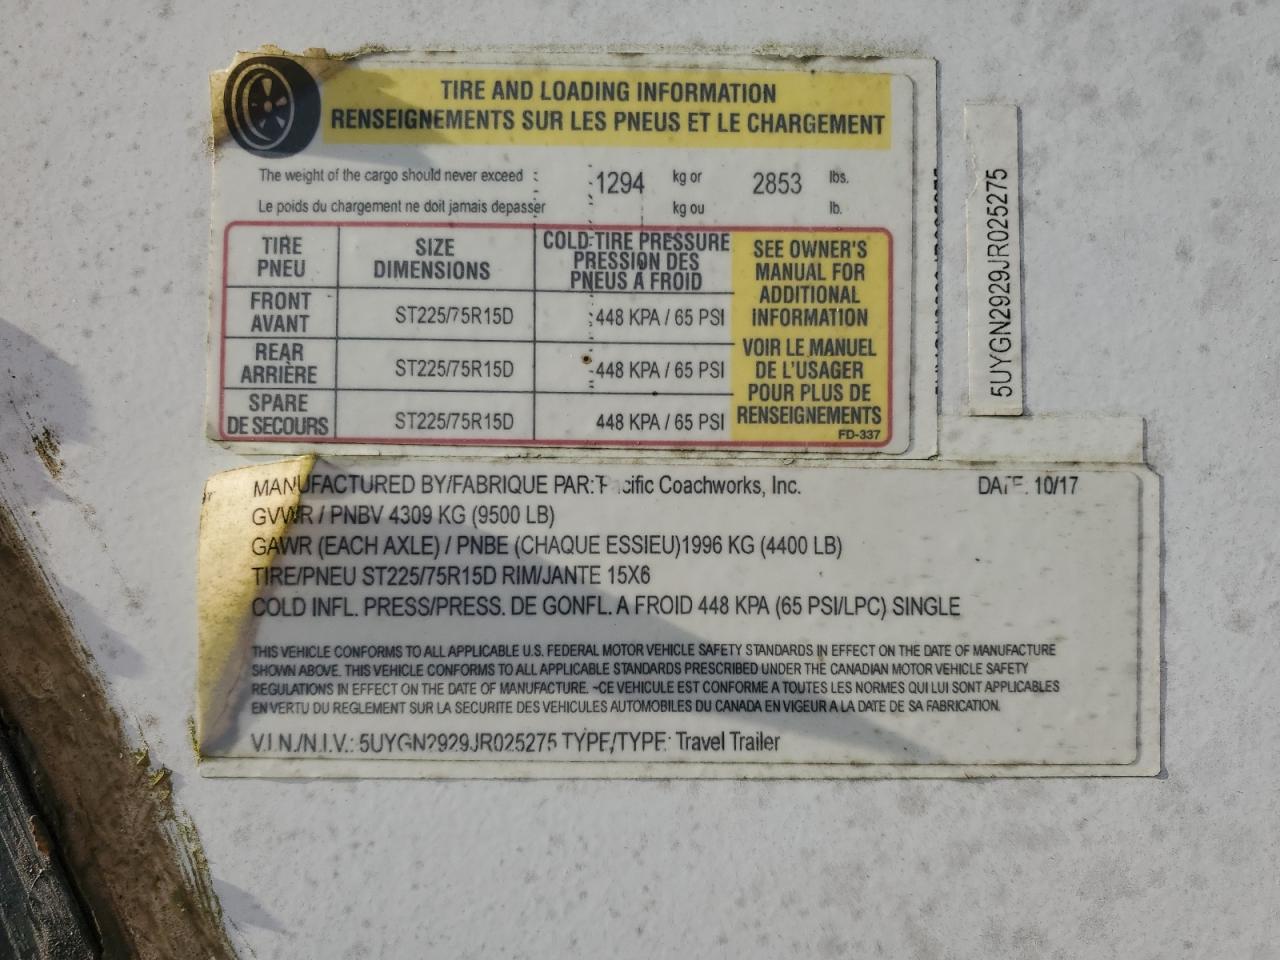 TIRE AND LOADING INFORMATION
RENSEIGNEMENTS SUR LES PNEUS ET LE CHARGEMENT
The weight of the cargo should never exceed : 1294 kg or 2853 lbs.
Le poids du chargement ne doit jamais depasser kg ou lb.
TIRE PNEU
SIZE DIMENSIONS
COLD TIRE PRESSURE
PRESSION DES
PNEUS A FROID
FRONT AVANT
ST225/75R15D
448 KPA / 65 PSI
REAR ARRIÈRE
ST225/75R15D
448 KPA / 65 PSI
SPARE DE SECOURS
ST225/75R15D
448 KPA / 65 PSI
SEE OWNER'S
MANUAL FOR
ADDITIONAL
INFORMATION
VOIR LE MANUEL
DE L'USAGER
POUR PLUS DE
RENSEIGNEMENTS
FD-337
5UYGN2929JR025275
MANUFACTURED BY/FABRIQUE PAR: Coachworks, Inc. DATE: 10/17
GVWR / PNBV 4309 KG (9500 LB)
GAWR (EACH AXLE) / PNBE (CHAQUE ESSIEU)1996 KG (4400 LB)
TIRE/PNEU ST225/75R15D RIM/JANTE 15X6
COLD INFL. PRESS/PRESS. DE GONFL. A FROID 448 KPA (65 PSI/LPC) SINGLE
THIS VEHICLE CONFORMS TO ALL APPLICABLE U.S. FEDERAL MOTOR VEHICLE SAFETY STANDARDS IN EFFECT ON THE DATE OF MANUFACTURE
SHOWN ABOVE. THIS VEHICLE CONFORMS TO ALL APPLICABLE STANDARDS PRESCRIBED UNDER THE CANADIAN MOTOR VEHICLE SAFETY
REGULATIONS IN EFFECT ON THE DATE OF MANUFACTURE. ~CE VEHICULE EST CONFORME A TOUTES LES NORMES QUI LUI SONT APPLICABLES
EN VERTU DU REGLEMENT SUR LA SECURITE DES VEHICULES AUTOMOBILES DU CANADA EN VIGEUR A LA DATE DE SA FABRICATION.
V.I.N./N.I.V.: 5UYGN2929JR025275 TYPE/TYPE: Travel Trailer